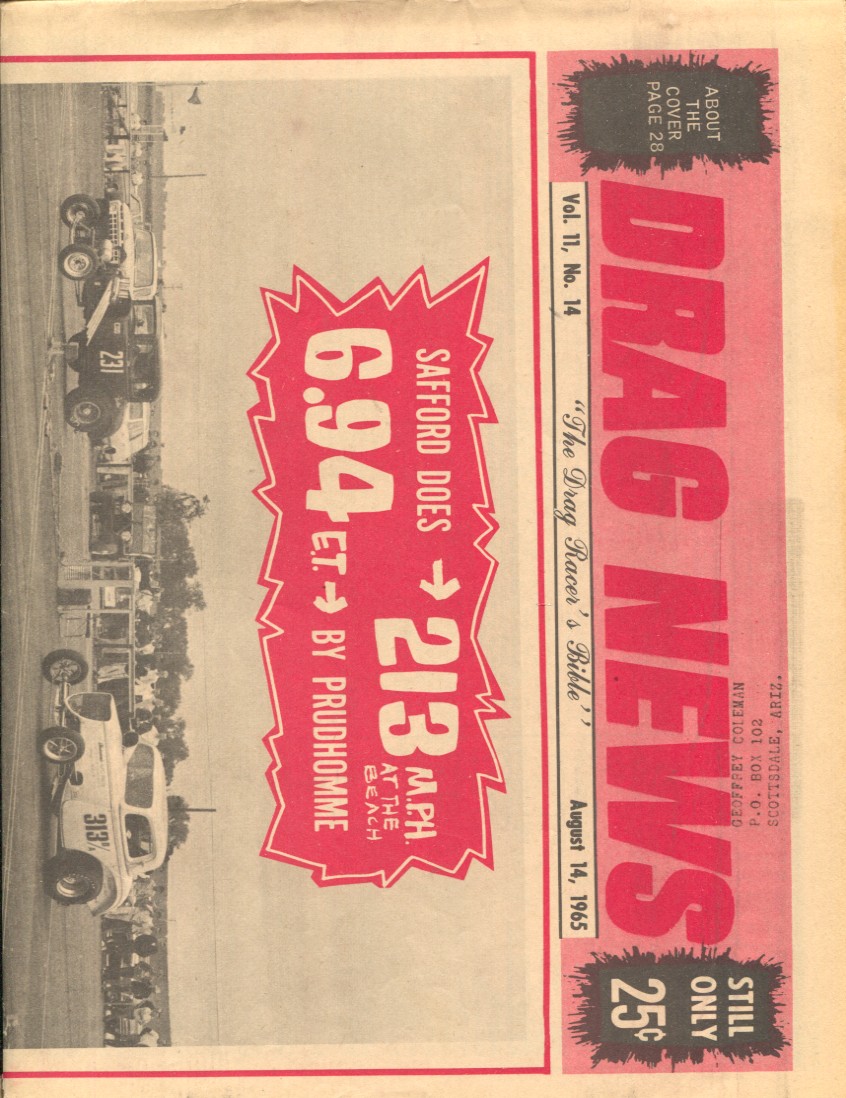 ABOUT
THE
COVER
PAGE 28
GEOFFREY COLEMAN
P.O. BOX 102
SCOTTSDALE, ARIZ.
DRAG NEWS
STILL
ONLY
25¢
Vol. 11, No. 14
"The Drag Racer's Bible"
August 14, 1965
SAFFORD DOES → 213 M.P.H.
AT THE
BEACH
6.94 E.T. → BY PRUDHOMME
231
313½